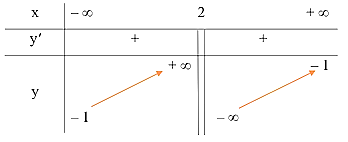 x – ∞ 2 + ∞
y′ + +
+ ∞ – 1
y
– 1 – ∞